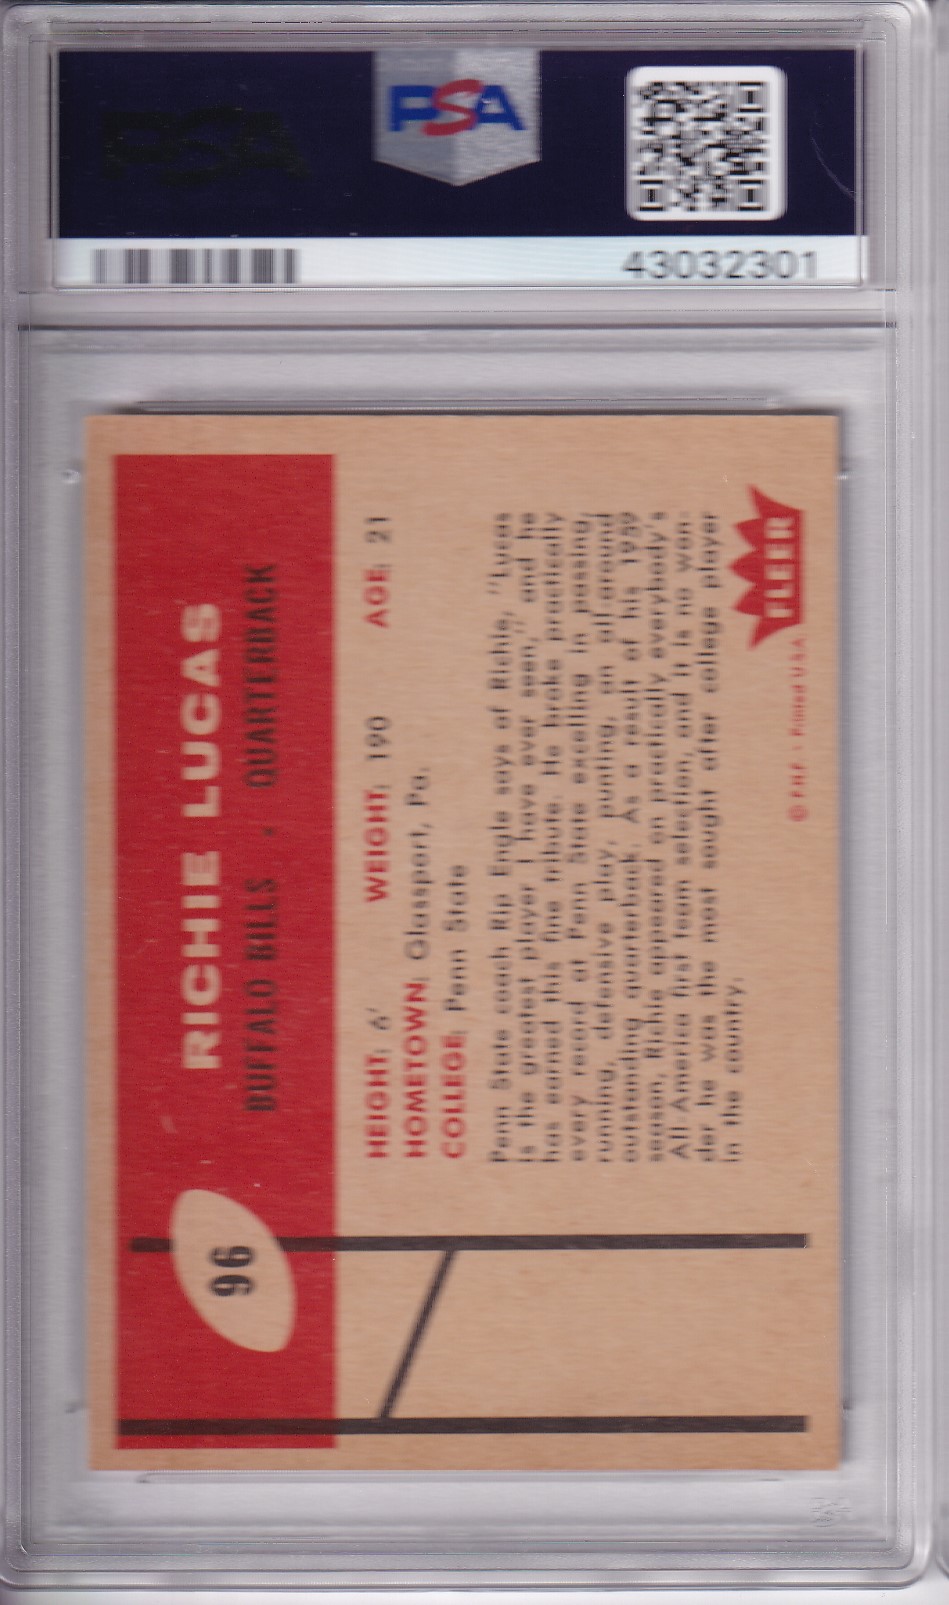 PSA
43032301
96
RICHIE LUCAS
BUFFALO BILLS • QUARTERBACK
HEIGHT: 6' WEIGHT: 190 AGE: 21
HOMETOWN: Glassport, Pa.
COLLEGE: Penn State
Penn State coach Rip Engle says of Richie, "Lucas
is the greatest player I have ever seen," and he
has earned this fine tribute. He broke practically
every record at Penn State excelling in passing,
running, defensive play, punting, an all-around
outstanding quarterback. As a result of his 1959
season, Richie appeared on practically everybody's
All America first team selection, and it is no won-
der he was the most sought after college player
in the country.
FLEER
© FHF • Printed USA